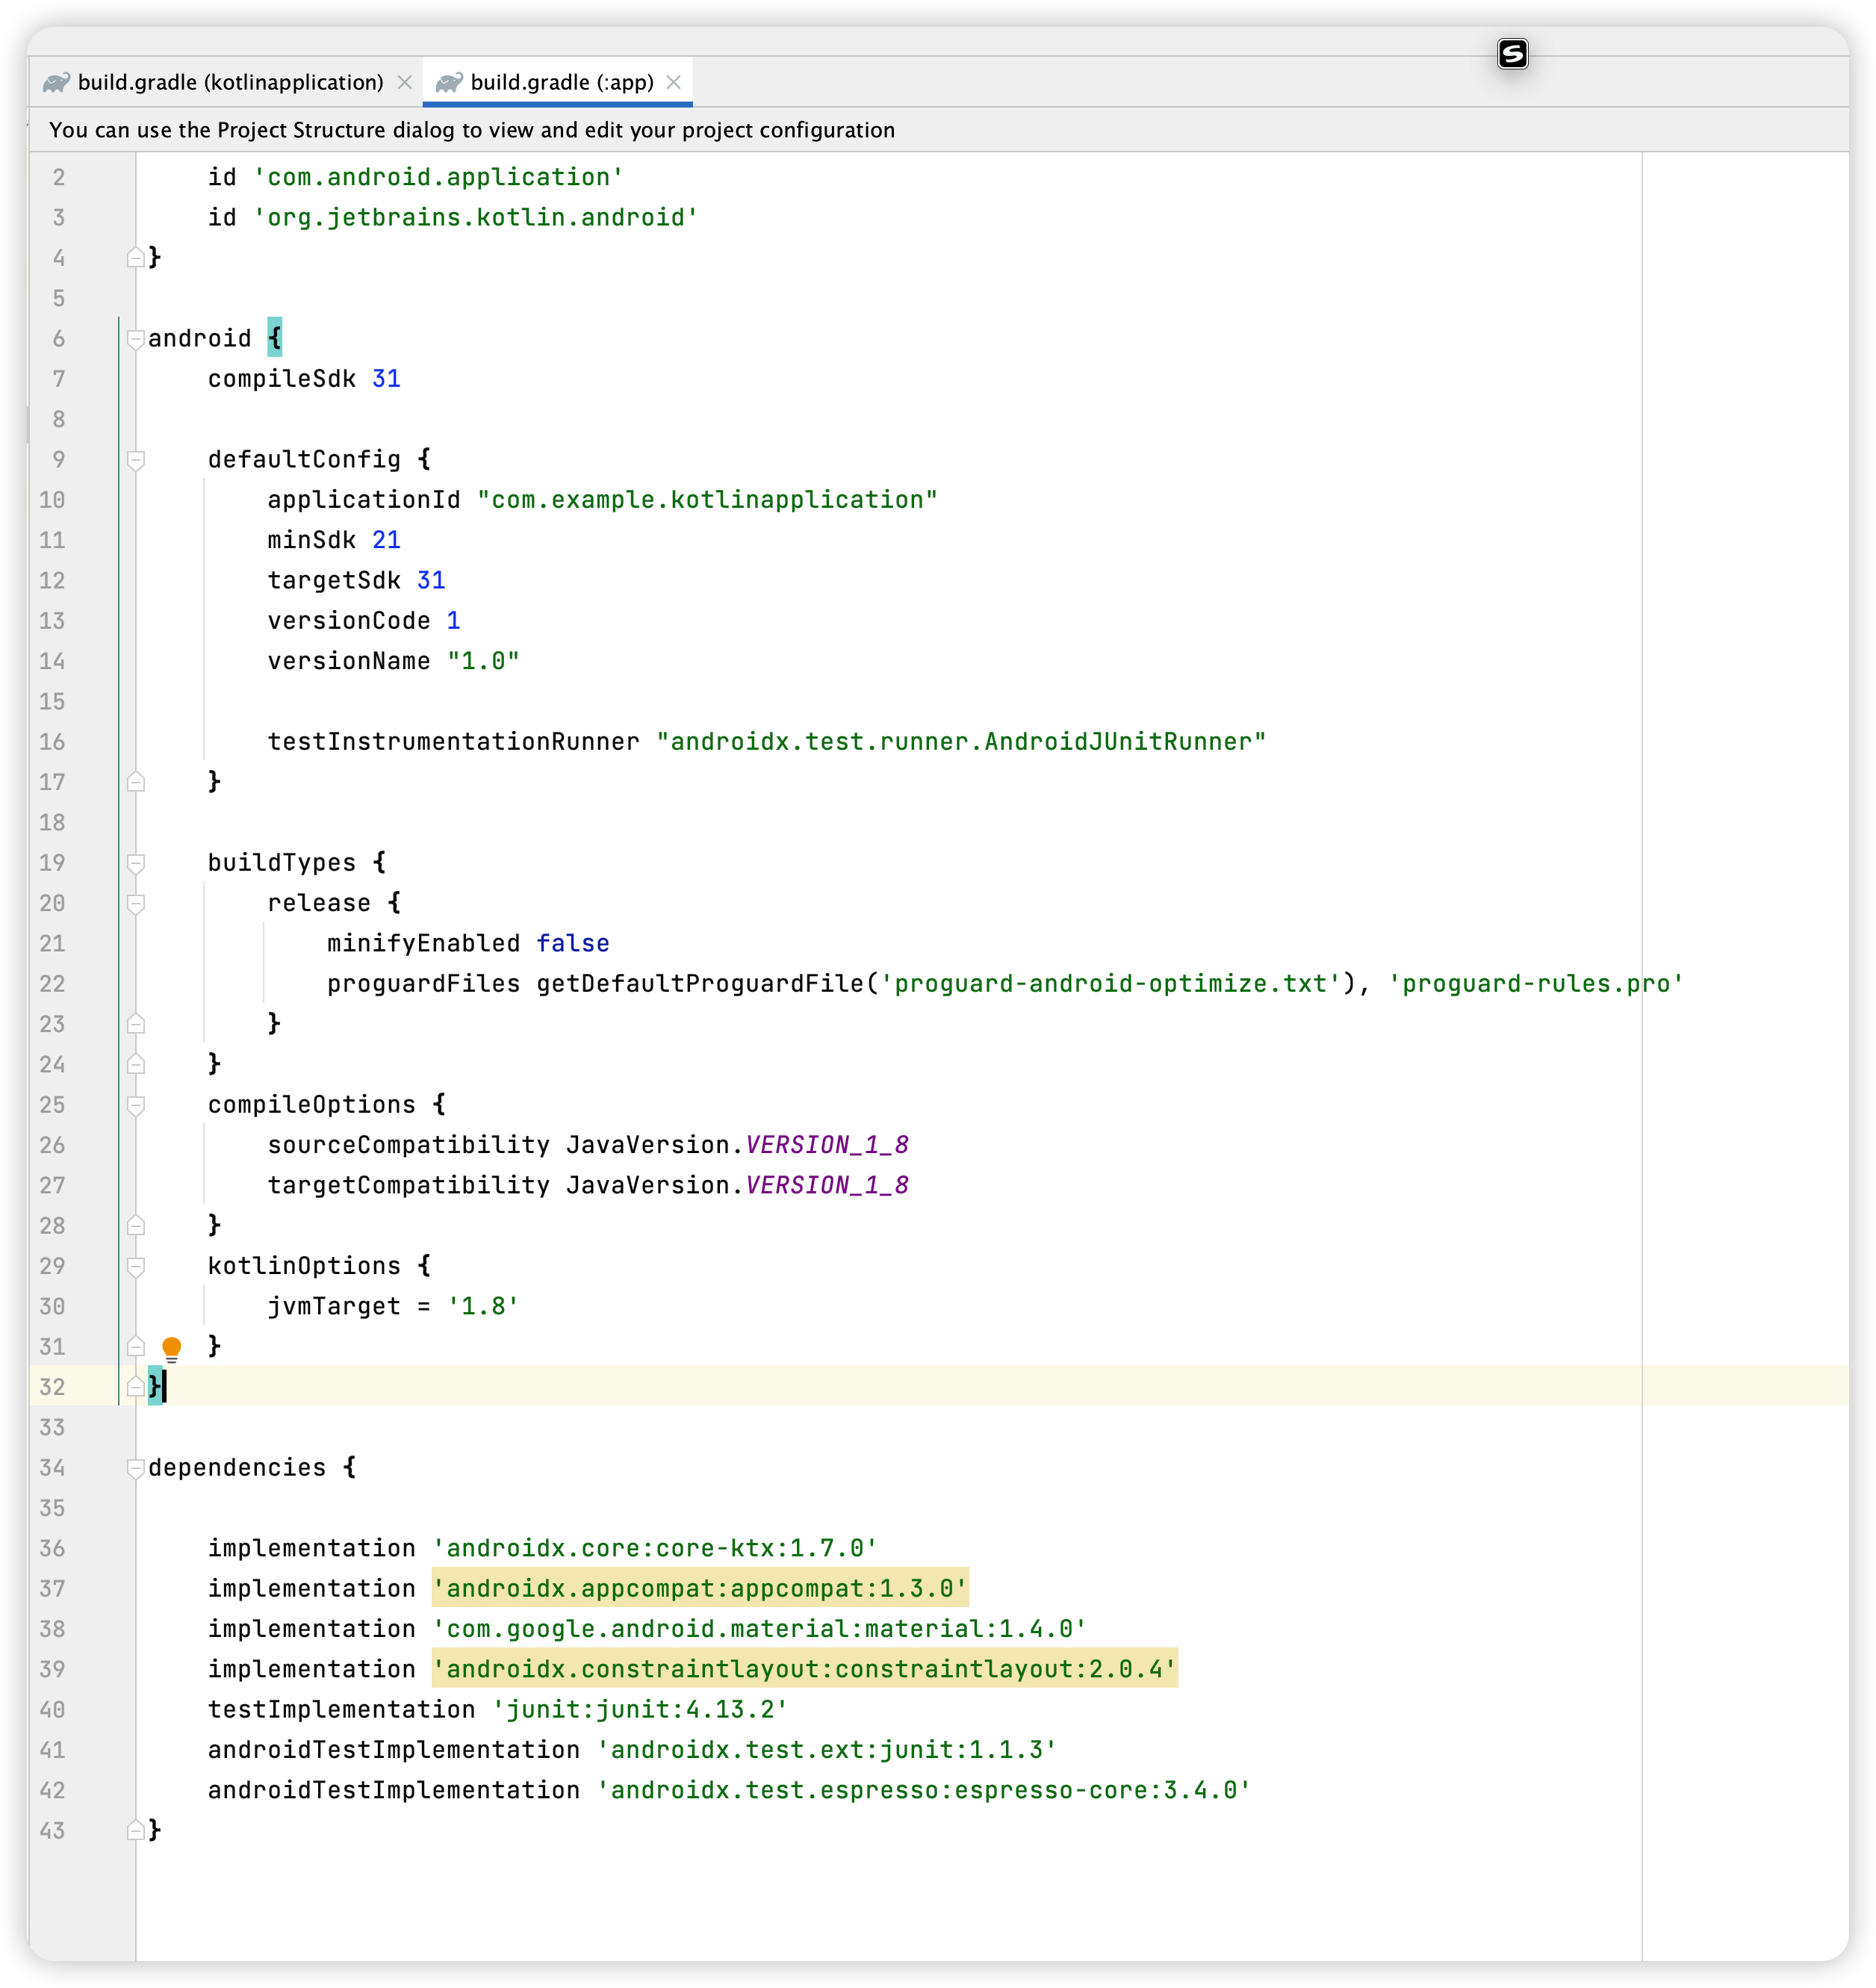 build.gradle (kotlinapplication) build.gradle (:app)
You can use the Project Structure dialog to view and edit your project configuration
2 id 'com.android.application'
3 id 'org.jetbrains.kotlin.android'
4 }
5
6 android {
7 compileSdk 31
8
9 defaultConfig {
10 applicationId "com.example.kotlinapplication"
11 minSdk 21
12 targetSdk 31
13 versionCode 1
14 versionName "1.0"
15
16 testInstrumentationRunner "androidx.test.runner.AndroidJUnitRunner"
17 }
18
19 buildTypes {
20 release {
21 minifyEnabled false
22 proguardFiles getDefaultProguardFile('proguard-android-optimize.txt'), 'proguard-rules.pro'
23 }
24 }
25 compileOptions {
26 sourceCompatibility JavaVersion.VERSION_1_8
27 targetCompatibility JavaVersion.VERSION_1_8
28 }
29 kotlinOptions {
30 jvmTarget = '1.8'
31 }
32 }
33
34 dependencies {
35
36 implementation 'androidx.core:core-ktx:1.7.0'
37 implementation 'androidx.appcompat:appcompat:1.3.0'
38 implementation 'com.google.android.material:material:1.4.0'
39 implementation 'androidx.constraintlayout:constraintlayout:2.0.4'
40 testImplementation 'junit:junit:4.13.2'
41 androidTestImplementation 'androidx.test.ext:junit:1.1.3'
42 androidTestImplementation 'androidx.test.espresso:espresso-core:3.4.0'
43 }